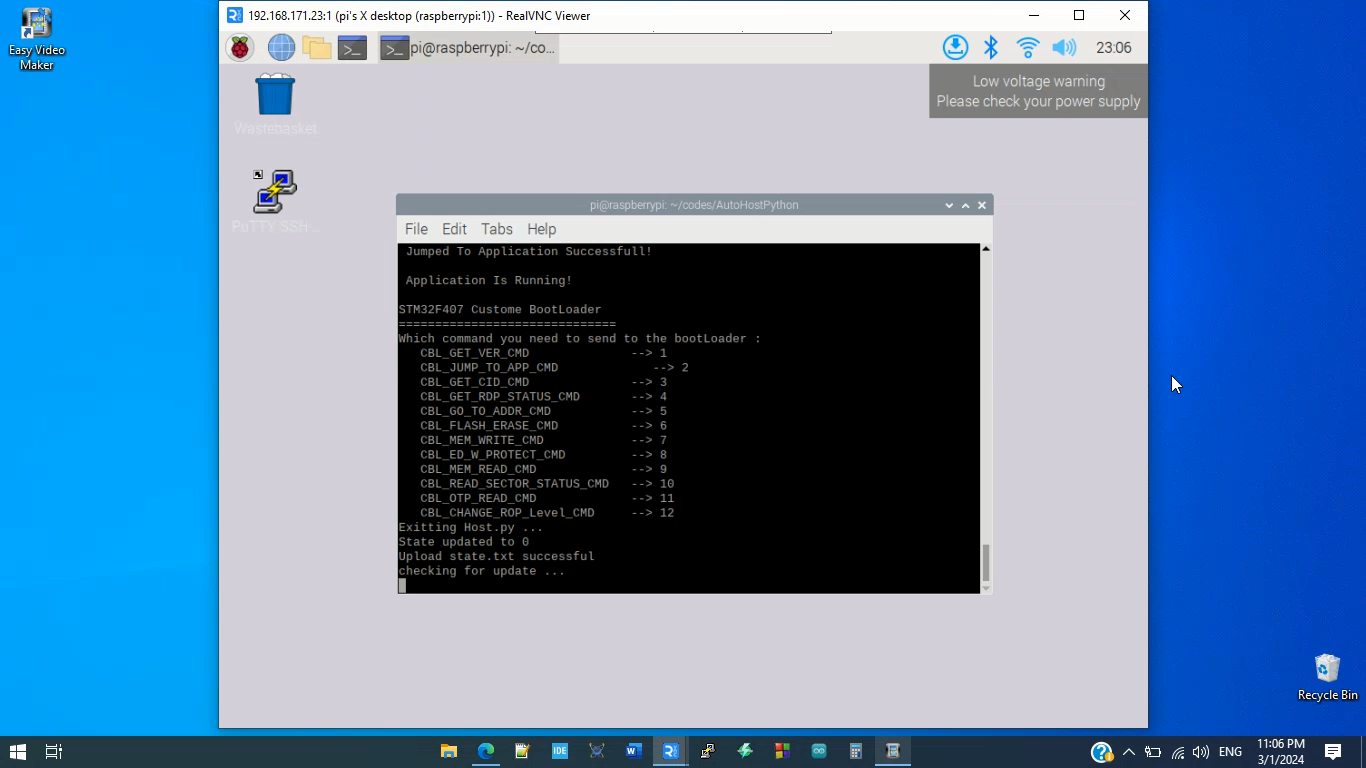 Easy Video
Maker
192.168.171.23:1 (pi's X desktop (raspberrypi:1)) - RealVNC Viewer
pi@raspberrypi: ~/co...
23:06
Low voltage warning
Please check your power supply
Wastebasket
PuTTY SSH ...
pi@raspberrypi: ~/codes/AutoHostPython
File Edit Tabs Help
Jumped To Application Successfull!
Application Is Running!
STM32F407 Custome BootLoader
==============================
Which command you need to send to the bootLoader :
CBL_GET_VER_CMD --> 1
CBL_JUMP_TO_APP_CMD --> 2
CBL_GET_CID_CMD --> 3
CBL_GET_RDP_STATUS_CMD --> 4
CBL_GO_TO_ADDR_CMD --> 5
CBL_FLASH_ERASE_CMD --> 6
CBL_MEM_WRITE_CMD --> 7
CBL_ED_W_PROTECT_CMD --> 8
CBL_MEM_READ_CMD --> 9
CBL_READ_SECTOR_STATUS_CMD --> 10
CBL_OTP_READ_CMD --> 11
CBL_CHANGE_ROP_Level_CMD --> 12
Exitting Host.py ...
State updated to 0
Upload state.txt successful
checking for update ...
Recycle Bin
IDE
ENG
11:06 PM
3/1/2024